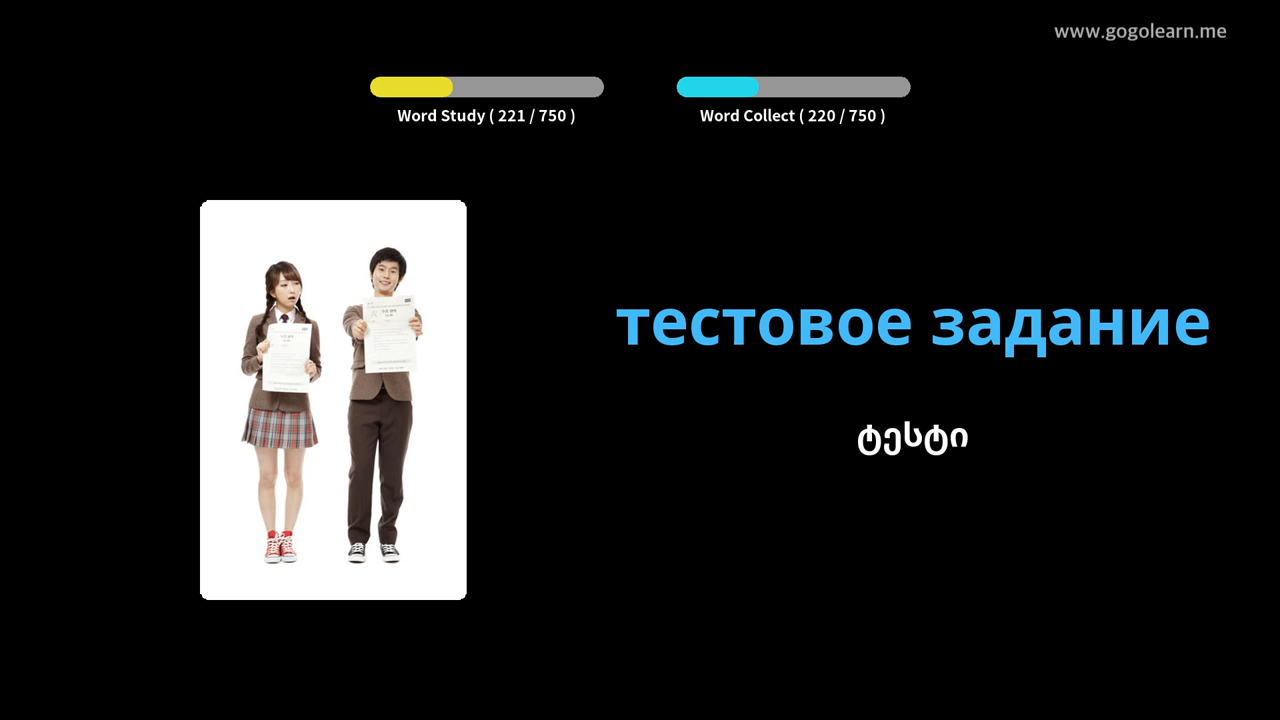 www.gogolearn.me
Word Study ( 221 / 750 )
Word Collect ( 220 / 750 )
тестовое задание
ტესტი